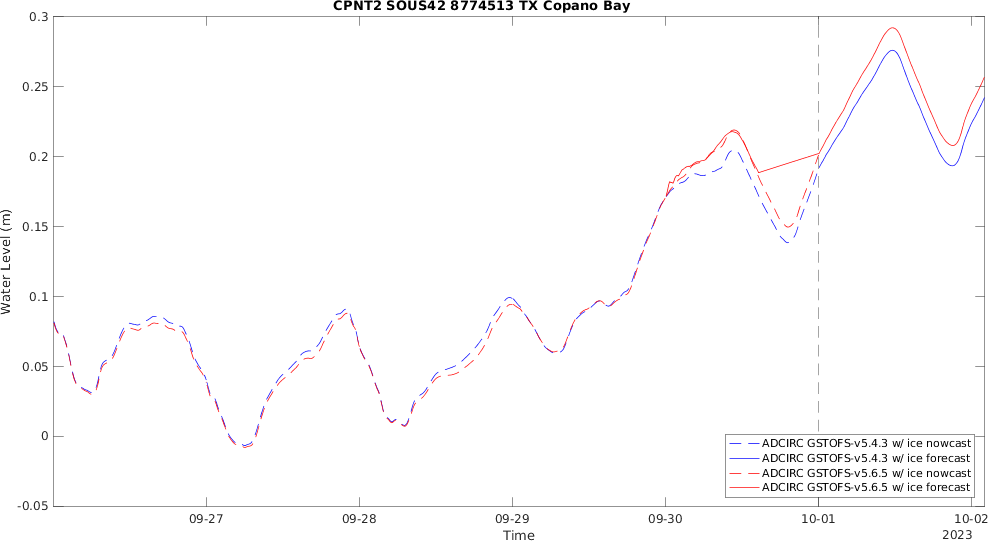 CPNT2 SOUS42 8774513 TX Copano Bay
0.3
0.25
0.2
0.15
0.1
0.05
0
-0.05
Water Level (m)
ADCIRC GSTOFS-v5.4.3 w/ ice nowcast
ADCIRC GSTOFS-v5.4.3 w/ ice forecast
ADCIRC GSTOFS-v5.6.5 w/ ice nowcast
ADCIRC GSTOFS-v5.6.5 w/ ice forecast
09-27 09-28 09-29 09-30 10-01 10-02
Time
2023